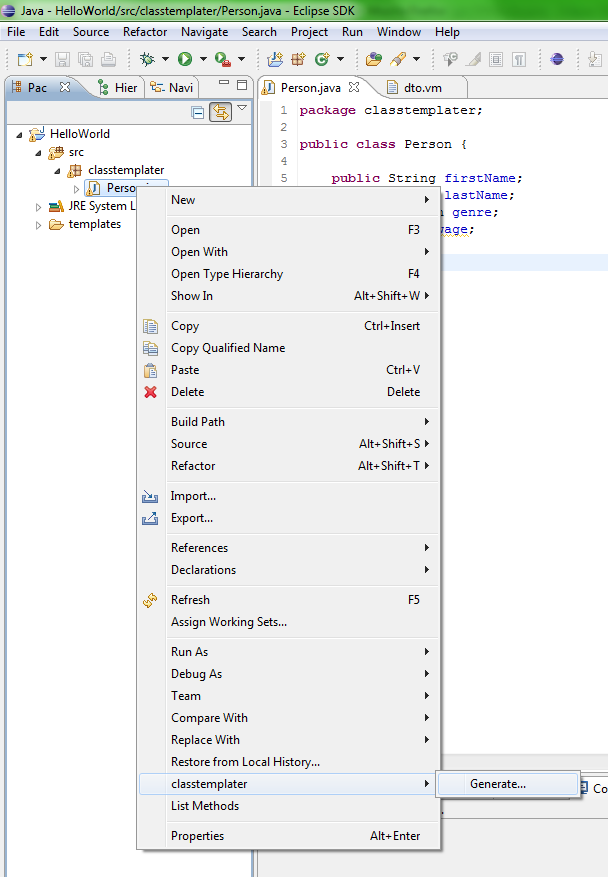 Java - HelloWorld/src/classtemplater/Person.java - Eclipse SDK
File Edit Source Refactor Navigate Search Project Run Window Help
Pac Hier Navi
Person.java dto.vm
HelloWorld
src
classtemplater
Perso
JRE System L
templates
1 package classtemplater;
2
3 public class Person {
4
5 public String firstName;
lastName;
genre;
wage;
New
Open F3
Open With
Open Type Hierarchy F4
Show In Alt+Shift+W
Copy Ctrl+Insert
Copy Qualified Name
Paste Ctrl+V
Delete Delete
Build Path
Source Alt+Shift+S
Refactor Alt+Shift+T
Import...
Export...
References
Declarations
Refresh F5
Assign Working Sets...
Run As
Debug As
Team
Compare With
Replace With
Restore from Local History...
classtemplater
Generate...
Co
List Methods
Properties Alt+Enter